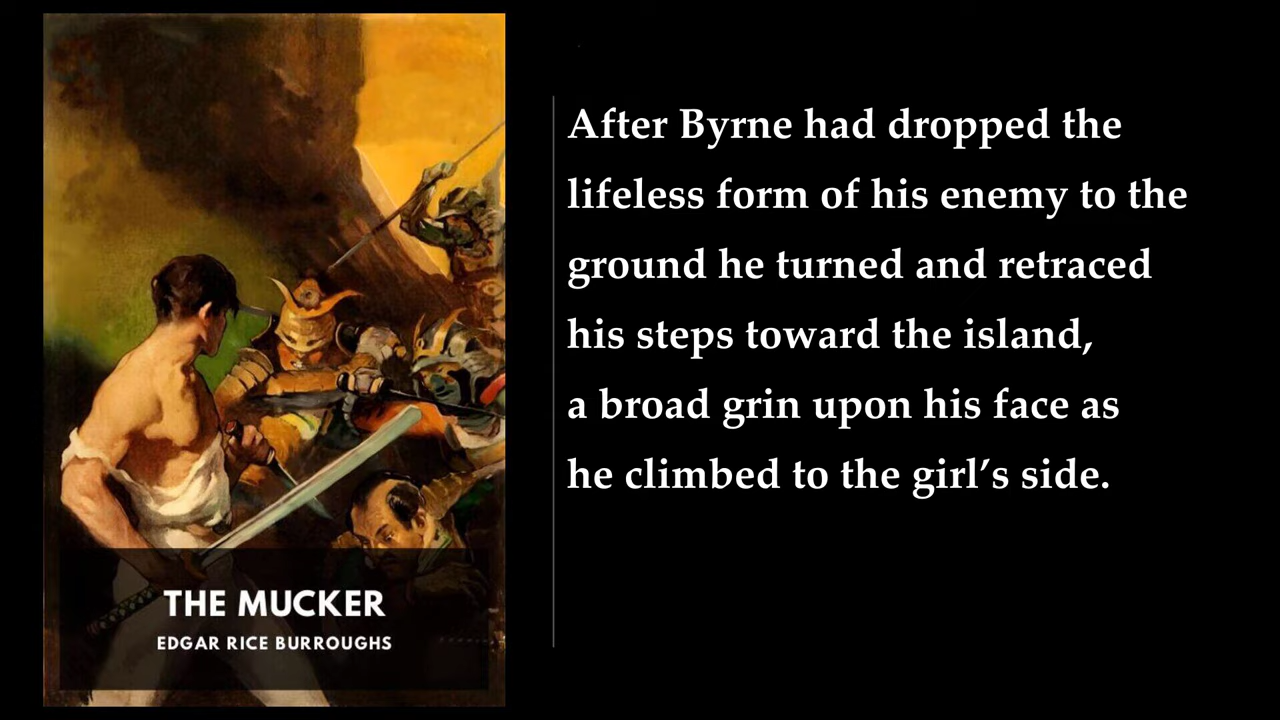 THE MUCKER
EDGAR RICE BURROUGHS
After Byrne had dropped the
lifeless form of his enemy to the
ground he turned and retraced
his steps toward the island,
a broad grin upon his face as
he climbed to the girl’s side.